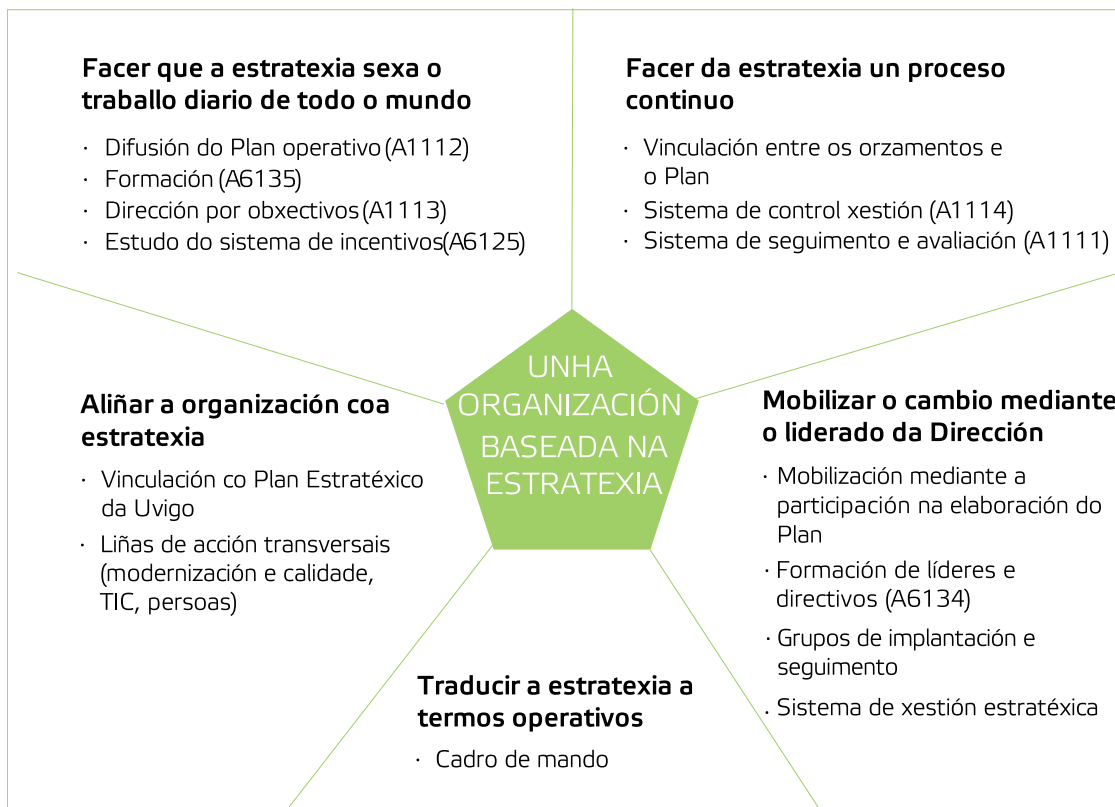 Facer que a estratexia sexa o
traballo diario de todo o mundo
· Difusión do Plan operativo (A1112)
· Formación (A6135)
· Dirección por obxectivos (A1113)
· Estudo do sistema de incentivos(A6125)
Facer da estratexia un proceso
continuo
· Vinculación entre os orzamentos e
o Plan
· Sistema de control xestión (A1114)
· Sistema de seguimento e avaliación (A1111)
UNHA
ORGANIZACIÓN
BASEADA NA
ESTRATEXIA
Aliñar a organización coa
estratexia
· Vinculación co Plan Estratéxico
da Uvigo
· Liñas de acción transversais
(modernización e calidade,
TIC, persoas)
Mobilizar o cambio mediante
o liderado da Dirección
· Mobilización mediante a
participación na elaboración do
Plan
· Formación de líderes e
directivos (A6134)
· Grupos de implantación e
seguimento
. Sistema de xestión estratéxica
Traducir a estratexia a
termos operativos
· Cadro de mando